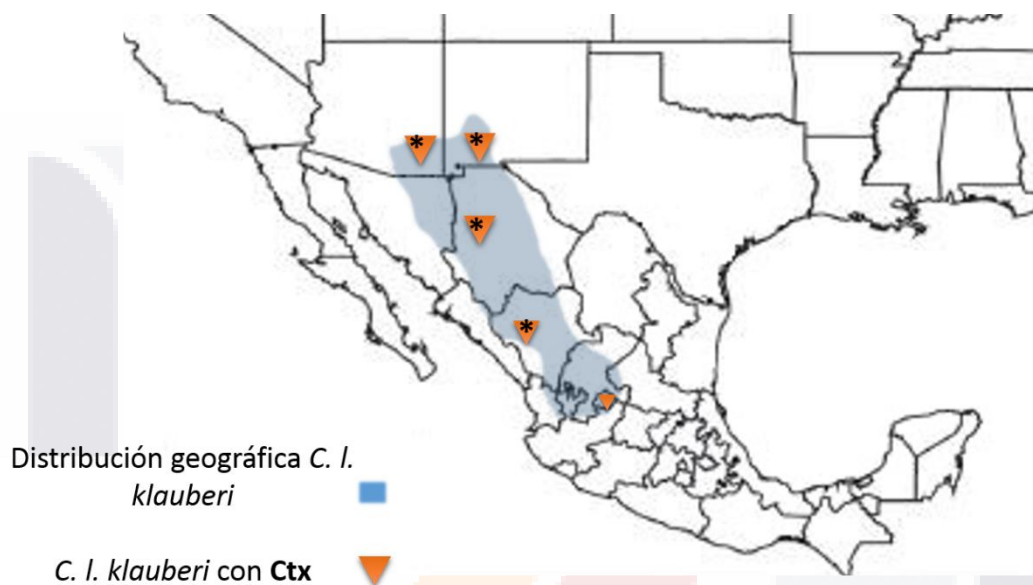 *
*
*
*
Distribución geográfica C. l.
klauberi
C. l. klauberi con Ctx